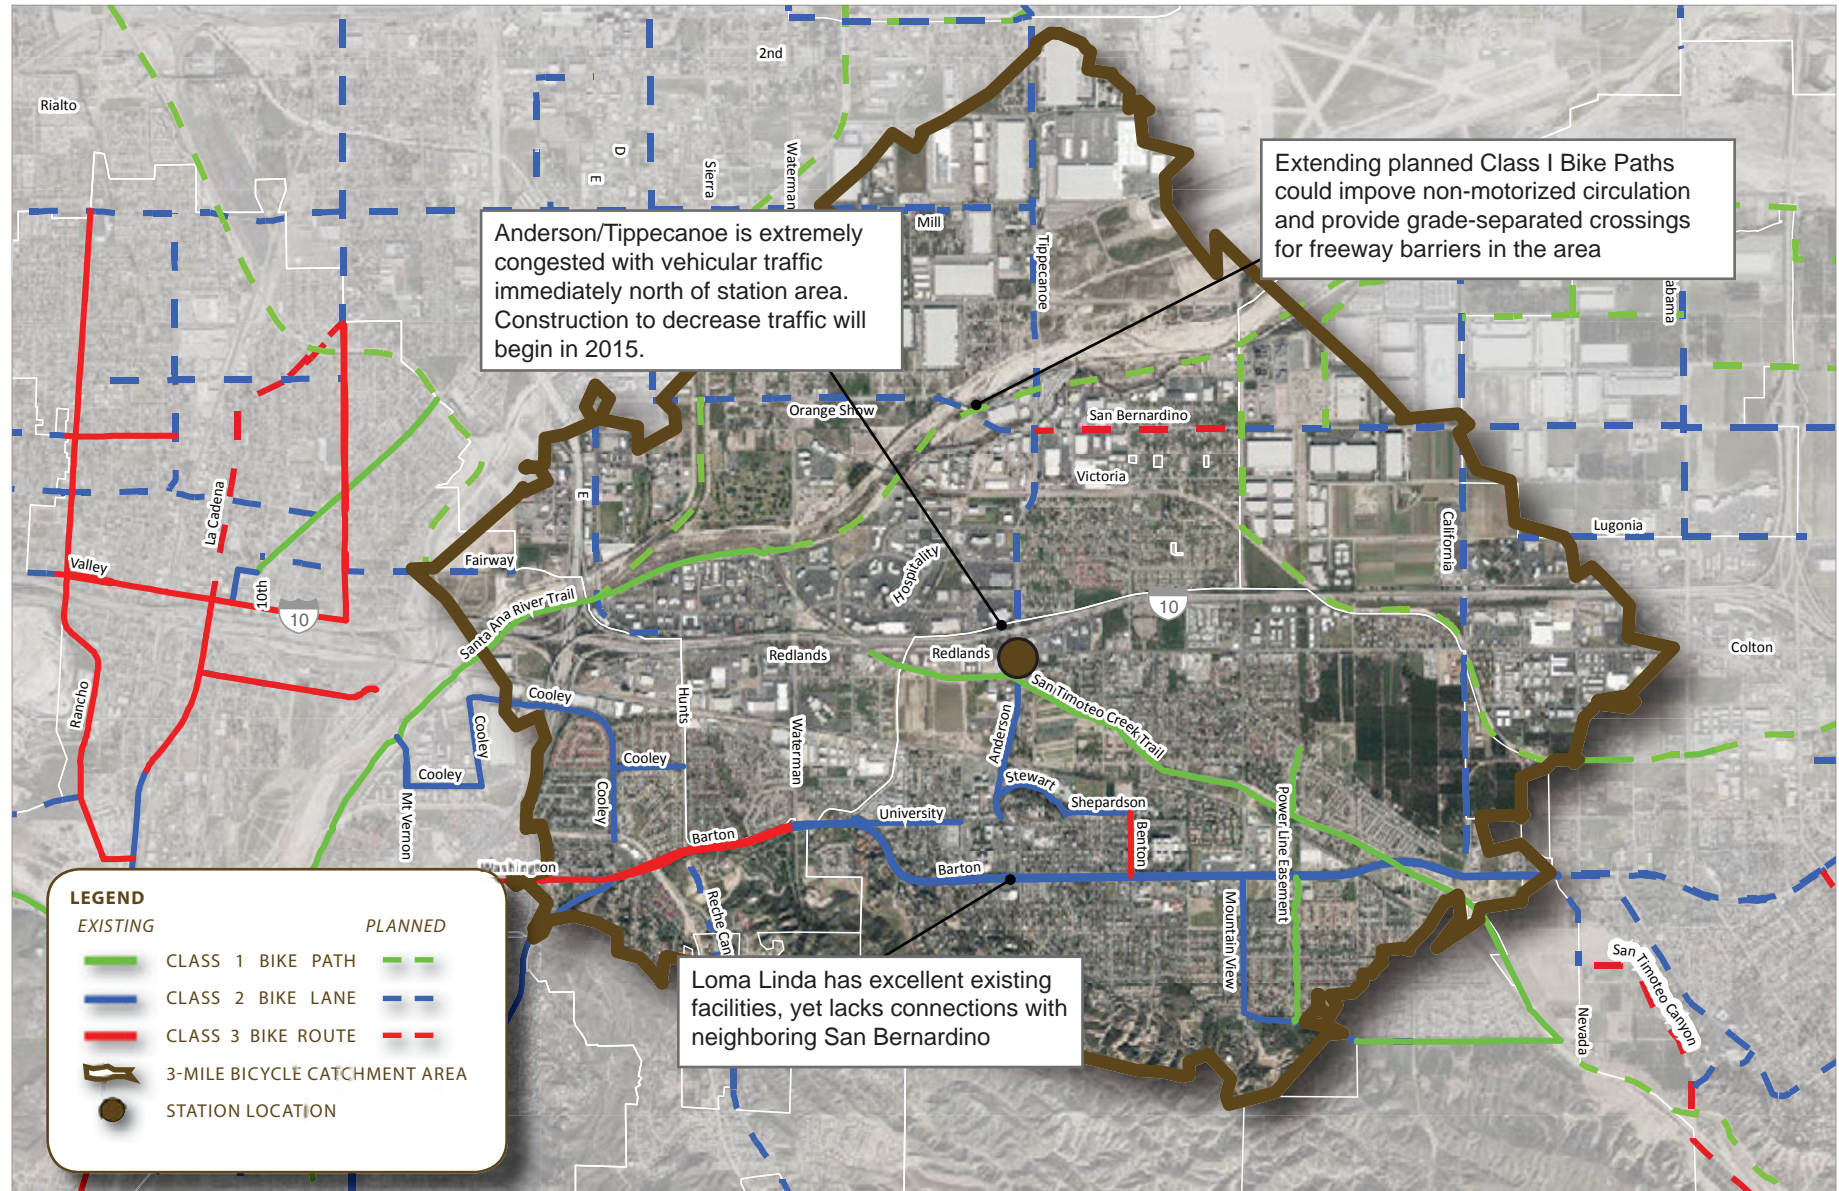 2nd
Rialto
D
E
Sierra
Waterman
Mill
Tippecanoe
Anderson/Tippecanoe is extremely
congested with vehicular traffic
immediately north of station area.
Construction to decrease traffic will
begin in 2015.
Extending planned Class I Bike Paths
could impove non-motorized circulation
and provide grade-separated crossings
for freeway barriers in the area
abama
Orange Show
San Bernardino
Victoria
E
La Cadena
California
Lugonia
Valley
Fairway
Hospitality
10th
10
10
Santa Ana River Trail
Redlands
Redlands
Colton
San Timoteo Creek Trail
Rancho
Cooley
Cooley
Cooley
Cooley
Cooley
Hunts
Waterman
Anderson
Stewart
Shepardson
Mt Vernon
University
Power Line Easement
Barton
Benton
Barton
Washington
Mountain View
Reche Can
San Timoteo Canyon
Nevada
Loma Linda has excellent existing
facilities, yet lacks connections with
neighboring San Bernardino
LEGEND
EXISTING PLANNED
CLASS 1 BIKE PATH
CLASS 2 BIKE LANE
CLASS 3 BIKE ROUTE
3-MILE BICYCLE CATCHMENT AREA
STATION LOCATION